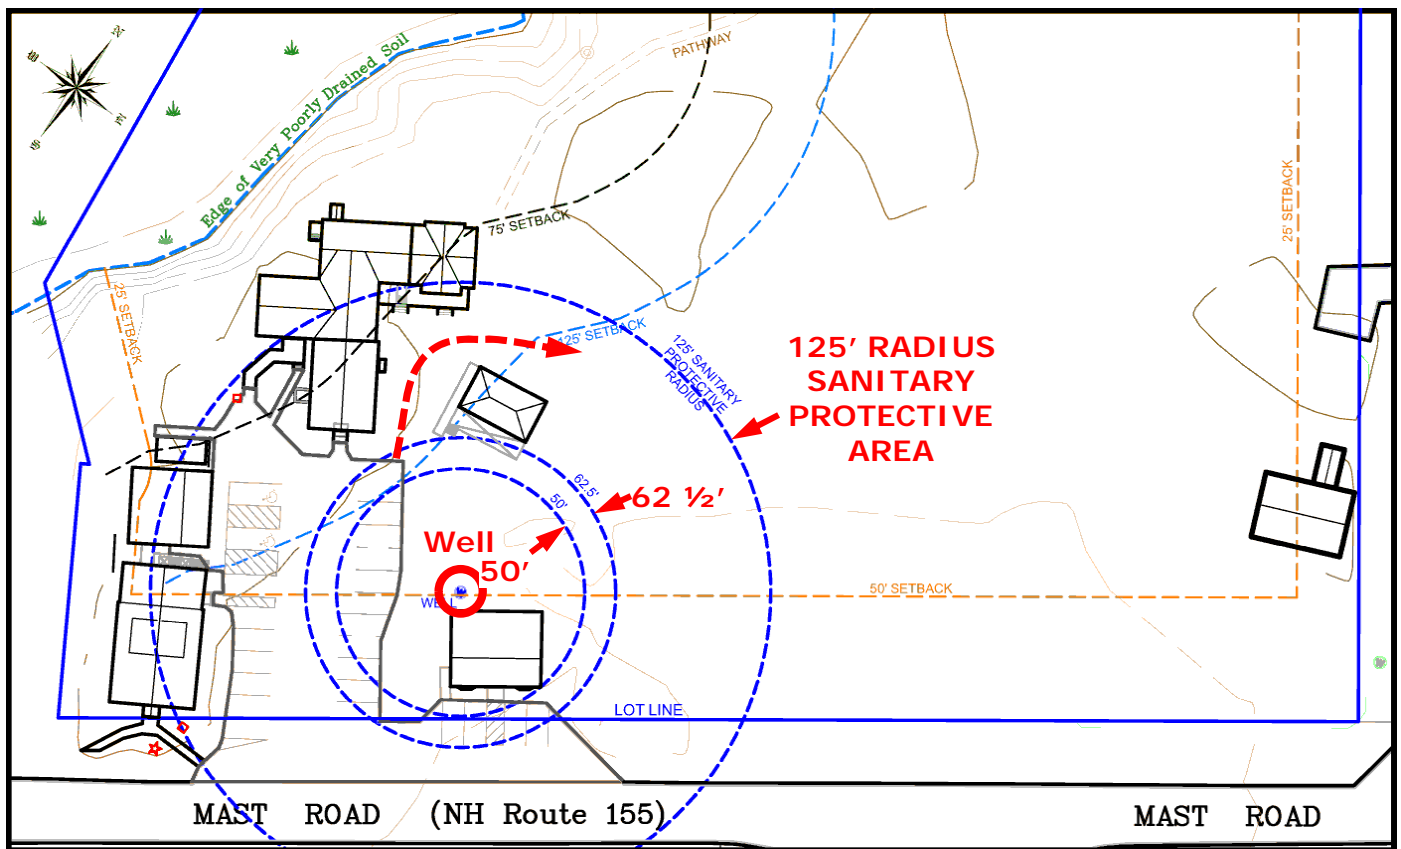 PATHWAY
Edge of Very Poorly Drained Soil
75' SETBACK
25' SETBACK
25' SETBACK
125' SETBACK
125' SANITARY
PROTECTIVE
RADIUS
125’ RADIUS
SANITARY
PROTECTIVE
AREA
62.5'
62 ½’
50'
Well
50’
50' SETBACK
LOT LINE
MAST ROAD (NH Route 155)
MAST ROAD